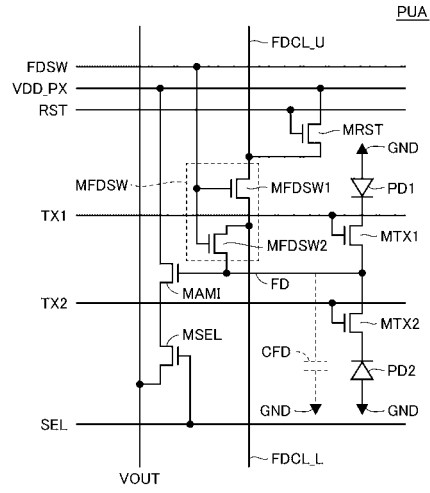 PUA
FDCL_U
FDSW
VDD_PX
RST
MRST
GND
MFDSW
MFDSW1
PD1
TX1
MFDSW2
MTX1
FD
MAMI
TX2
MTX2
MSEL
CFD
PD2
GND
GND
SEL
VOUT
FDCL_L